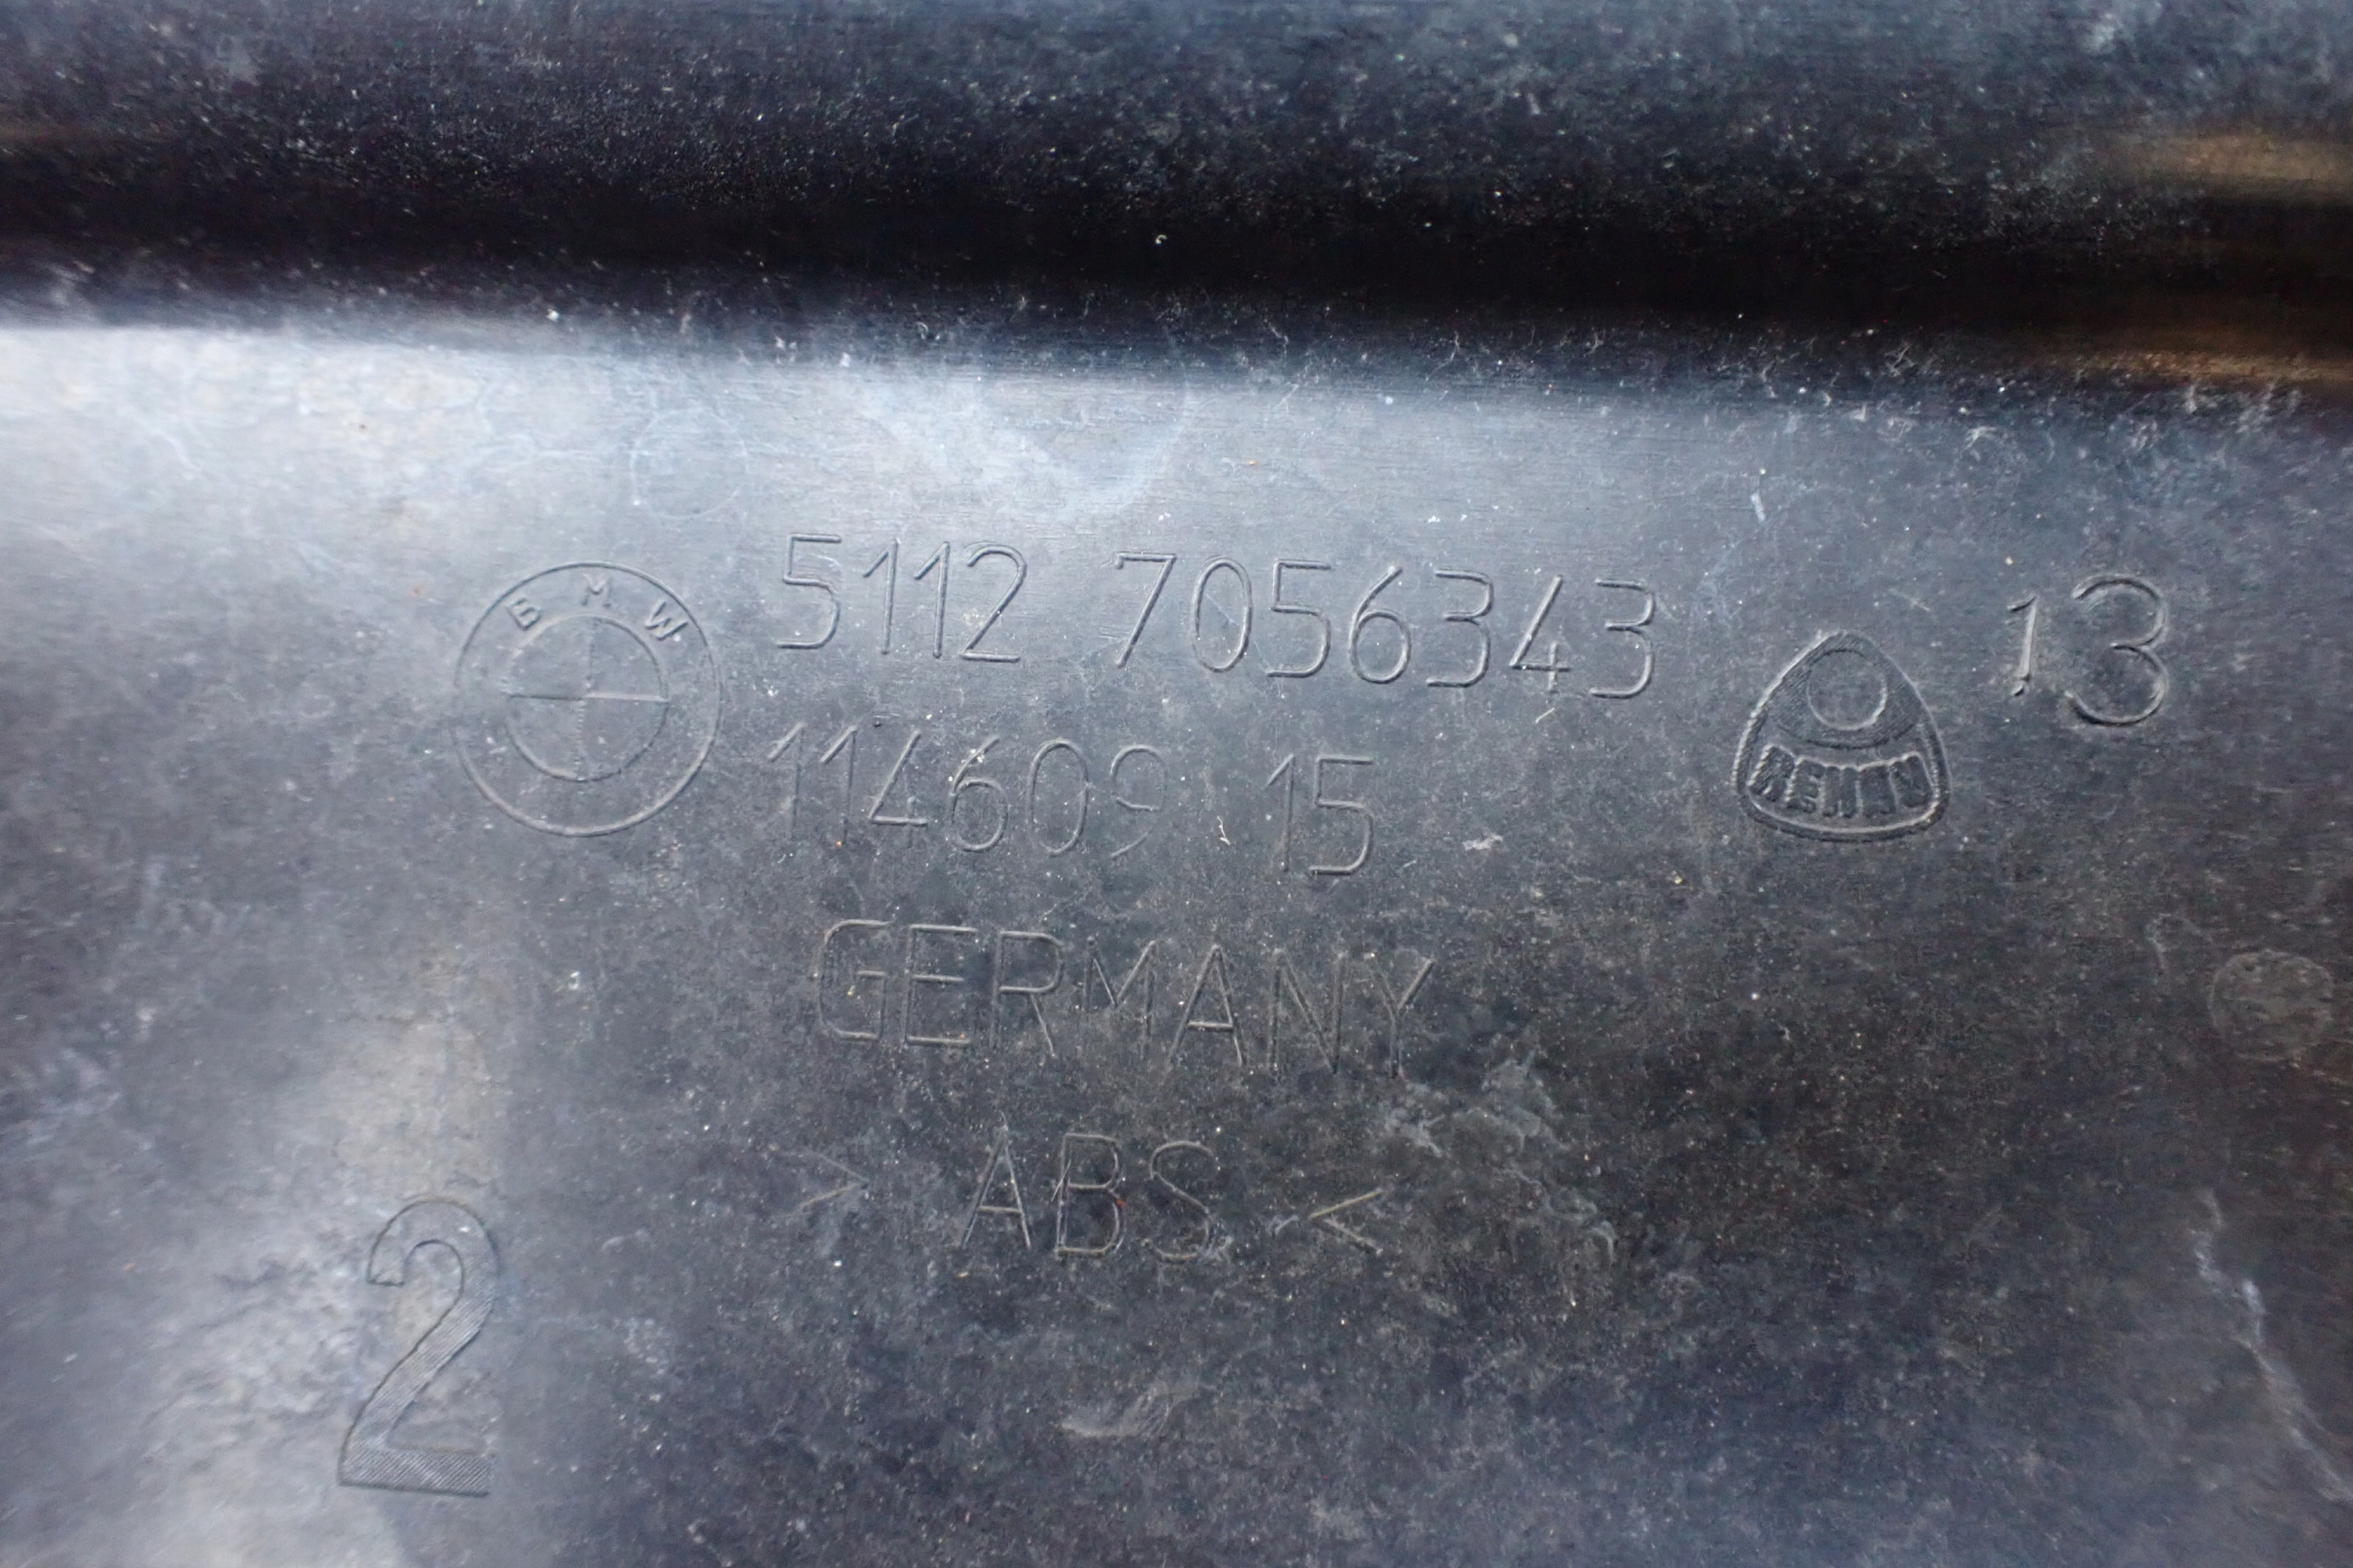 BMW
5112 7056343
13
REHAU
114609 15
GERMANY
> ABS <
2